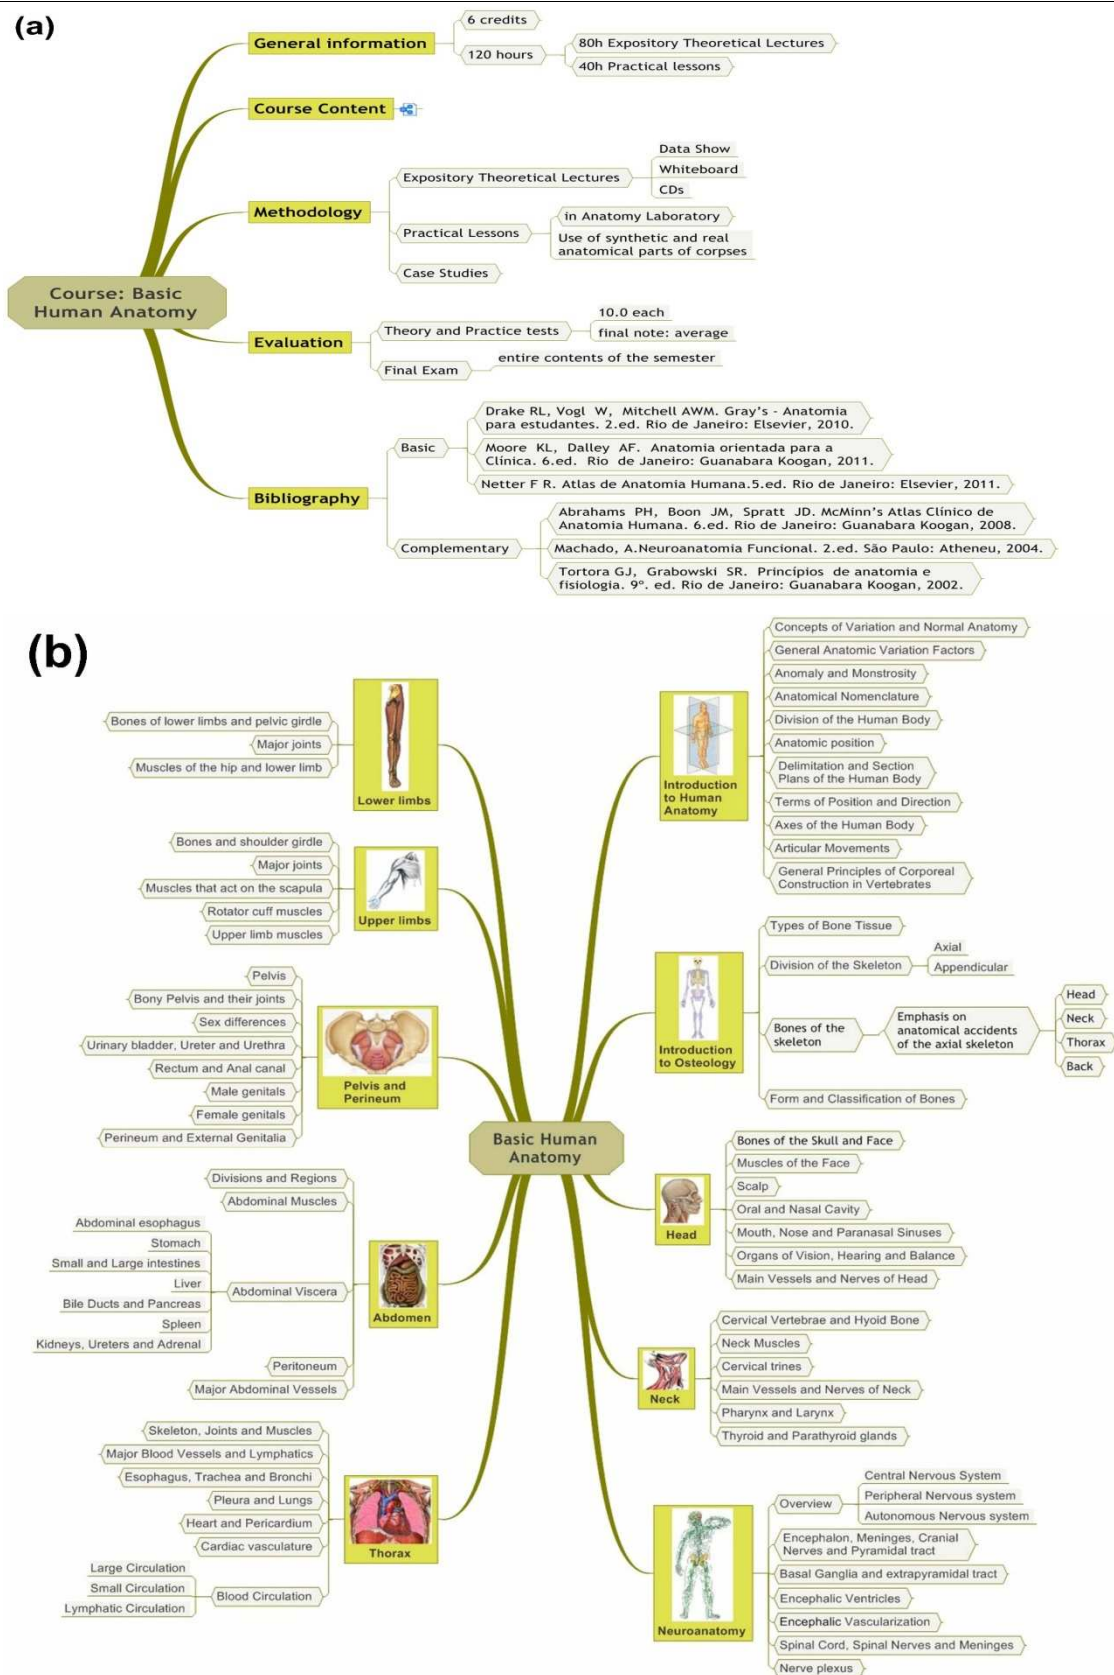 (a)
General information
6 credits
120 hours
80h Expository Theoretical Lectures
40h Practical lessons
Course Content
Methodology
Expository Theoretical Lectures
Data Show
Whiteboard
CDs
Practical Lessons
in Anatomy Laboratory
Use of synthetic and real
anatomical parts of corpses
Case Studies
Course: Basic
Human Anatomy
Evaluation
Theory and Practice tests
10.0 each
final note: average
Final Exam
entire contents of the semester
Bibliography
Basic
Drake RL, Vogl W, Mitchell AWM. Gray's - Anatomia
para estudantes. 2.ed. Rio de Janeiro: Elsevier, 2010.
Moore KL, Dalley AF. Anatomia orientada para a
Clínica. 6.ed. Rio de Janeiro: Guanabara Koogan, 2011.
Netter F R. Atlas de Anatomia Humana.5.ed. Rio de Janeiro: Elsevier, 2011.
Complementary
Abrahams PH, Boon JM, Spratt JD. McMinn's Atlas Clínico de
Anatomia Humana. 6.ed. Rio de Janeiro: Guanabara Koogan, 2008.
Machado, A.Neuroanatomia Funcional. 2.ed. São Paulo: Atheneu, 2004.
Tortora GJ, Grabowski SR. Princípios de anatomia e
fisiologia. 9º. ed. Rio de Janeiro: Guanabara Koogan, 2002.
(b)
Basic Human
Anatomy
Lower limbs
Bones of lower limbs and pelvic girdle
Major joints
Muscles of the hip and lower limb
Upper limbs
Bones and shoulder girdle
Major joints
Muscles that act on the scapula
Rotator cuff muscles
Upper limb muscles
Pelvis and
Perineum
Pelvis
Bony Pelvis and their joints
Sex differences
Urinary bladder, Ureter and Urethra
Rectum and Anal canal
Male genitals
Female genitals
Perineum and External Genitalia
Abdomen
Divisions and Regions
Abdominal Muscles
Abdominal Viscera
Abdominal esophagus
Stomach
Small and Large intestines
Liver
Bile Ducts and Pancreas
Spleen
Kidneys, Ureters and Adrenal
Peritoneum
Major Abdominal Vessels
Thorax
Skeleton, Joints and Muscles
Major Blood Vessels and Lymphatics
Esophagus, Trachea and Bronchi
Pleura and Lungs
Heart and Pericardium
Cardiac vasculature
Blood Circulation
Large Circulation
Small Circulation
Lymphatic Circulation
Introduction
to Human
Anatomy
Concepts of Variation and Normal Anatomy
General Anatomic Variation Factors
Anomaly and Monstrosity
Anatomical Nomenclature
Division of the Human Body
Anatomic position
Delimitation and Section
Plans of the Human Body
Terms of Position and Direction
Axes of the Human Body
Articular Movements
General Principles of Corporeal
Construction in Vertebrates
Introduction
to Osteology
Types of Bone Tissue
Division of the Skeleton
Axial
Appendicular
Bones of the
skeleton
Emphasis on
anatomical accidents
of the axial skeleton
Head
Neck
Thorax
Back
Form and Classification of Bones
Head
Bones of the Skull and Face
Muscles of the Face
Scalp
Oral and Nasal Cavity
Mouth, Nose and Paranasal Sinuses
Organs of Vision, Hearing and Balance
Main Vessels and Nerves of Head
Neck
Cervical Vertebrae and Hyoid Bone
Neck Muscles
Cervical trines
Main Vessels and Nerves of Neck
Pharynx and Larynx
Thyroid and Parathyroid glands
Neuroanatomy
Overview
Central Nervous System
Peripheral Nervous system
Autonomous Nervous system
Encephalon, Meninges, Cranial
Nerves and Pyramidal tract
Basal Ganglia and extrapyramidal tract
Encephalic Ventricles
Encephalic Vascularization
Spinal Cord, Spinal Nerves and Meninges
Nerve plexus